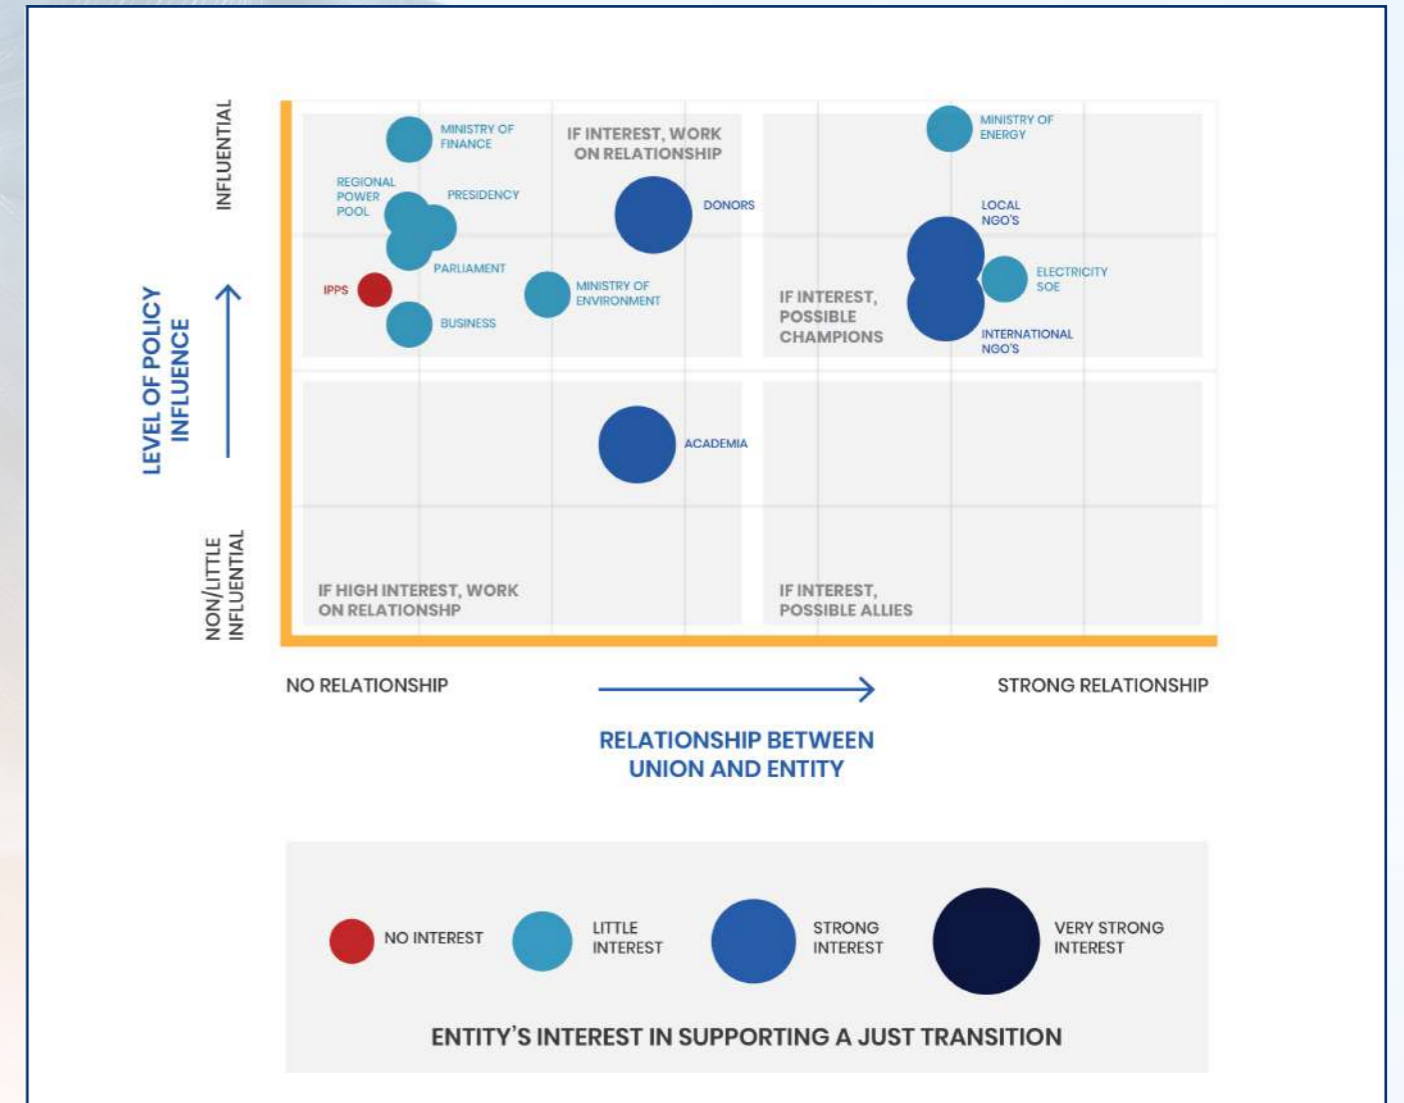 INFLUENTIAL
LEVEL OF POLICY
INFLUENCE
NON/LITTLE
INFLUENTIAL
MINISTRY OF
FINANCE
REGIONAL
POWER
POOL
PRESIDENCY
PARLIAMENT
IPPS
BUSINESS
IF INTEREST, WORK
ON RELATIONSHIP
DONORS
MINISTRY OF
ENVIRONMENT
MINISTRY OF
ENERGY
LOCAL
NGO'S
ELECTRICITY
SOE
IF INTEREST,
POSSIBLE
CHAMPIONS
INTERNATIONAL
NGO'S
ACADEMIA
IF HIGH INTEREST, WORK
ON RELATIONSHP
IF INTEREST,
POSSIBLE ALLIES
NO RELATIONSHIP
STRONG RELATIONSHIP
RELATIONSHIP BETWEEN
UNION AND ENTITY
NO INTEREST
LITTLE
INTEREST
STRONG
INTEREST
VERY STRONG
INTEREST
ENTITY'S INTEREST IN SUPPORTING A JUST TRANSITION